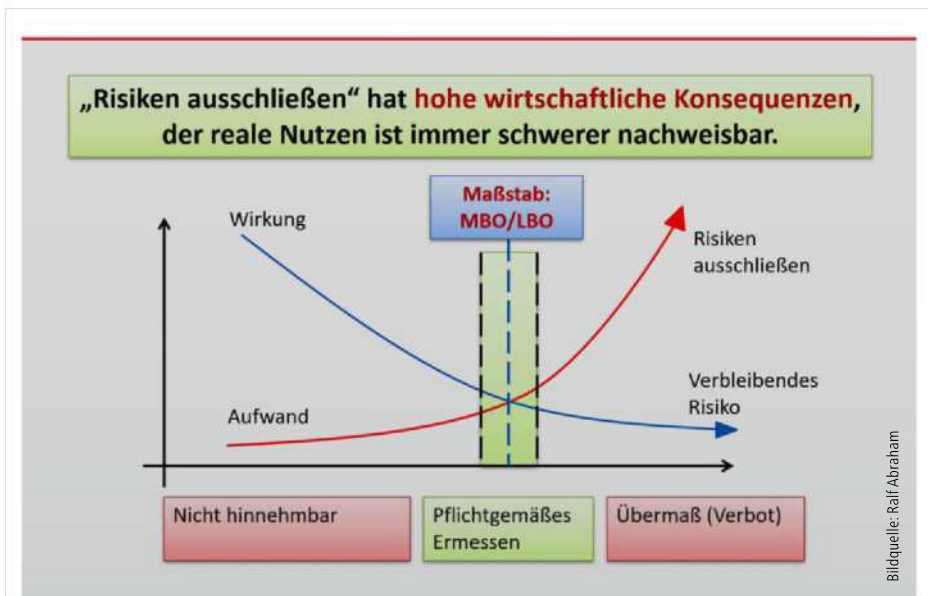 „Risiken ausschließen“ hat hohe wirtschaftliche Konsequenzen,
der reale Nutzen ist immer schwerer nachweisbar.
Maßstab:
MBO/LBO
Wirkung
Risiken
ausschließen
Verbleibendes
Risiko
Aufwand
Nicht hinnehmbar
Pflichtgemäßes
Ermessen
Übermaß (Verbot)
Bildquelle: Ralf Abraham